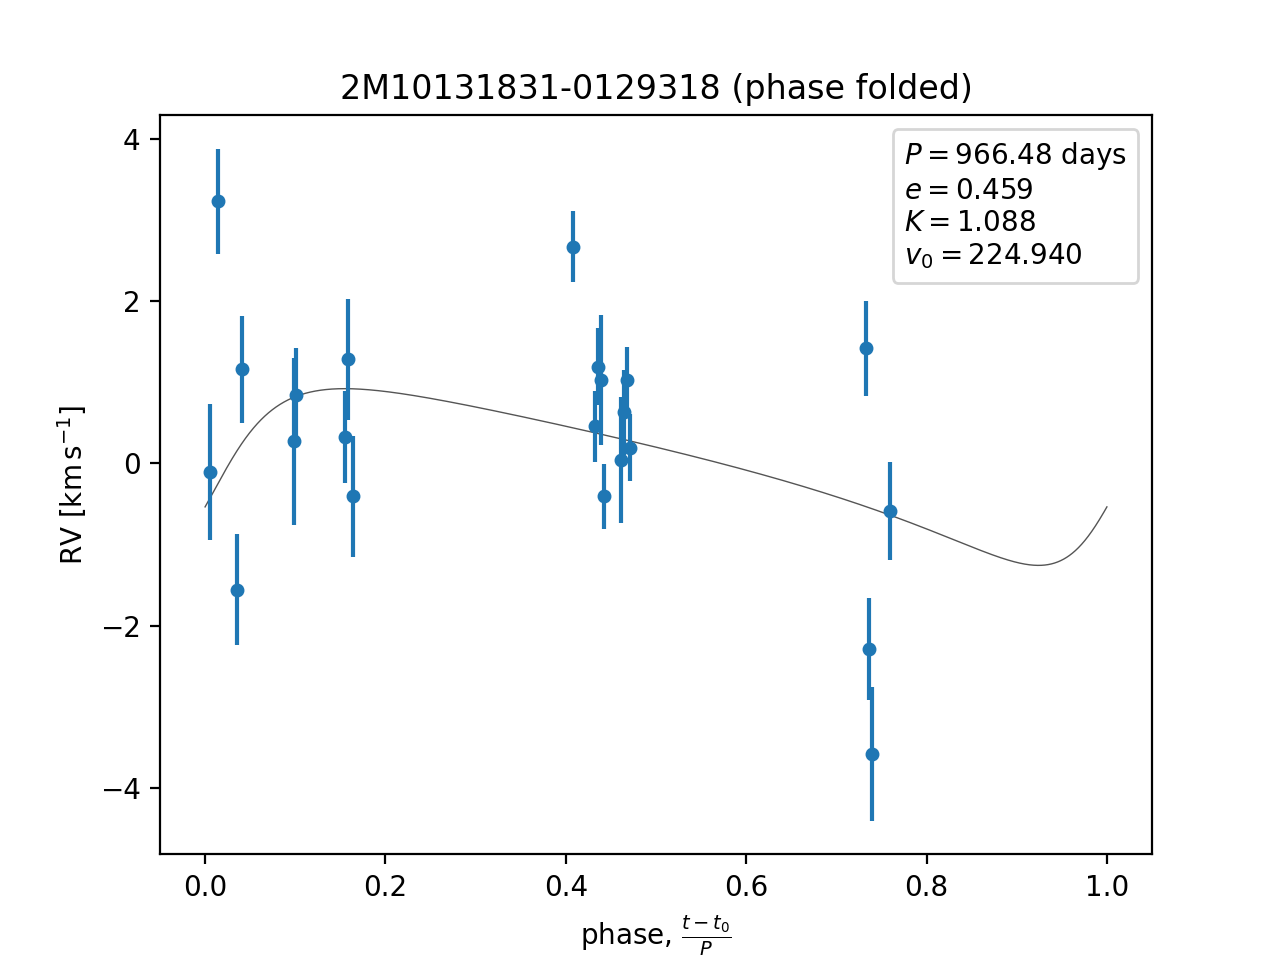 2M10131831-0129318 (phase folded)
P = 966.48 days
e = 0.459
K = 1.088
v₀ = 224.940
4
2
0
−2
−4
RV [km s⁻¹]
0.0 0.2 0.4 0.6 0.8 1.0
phase, (t − t₀)/P